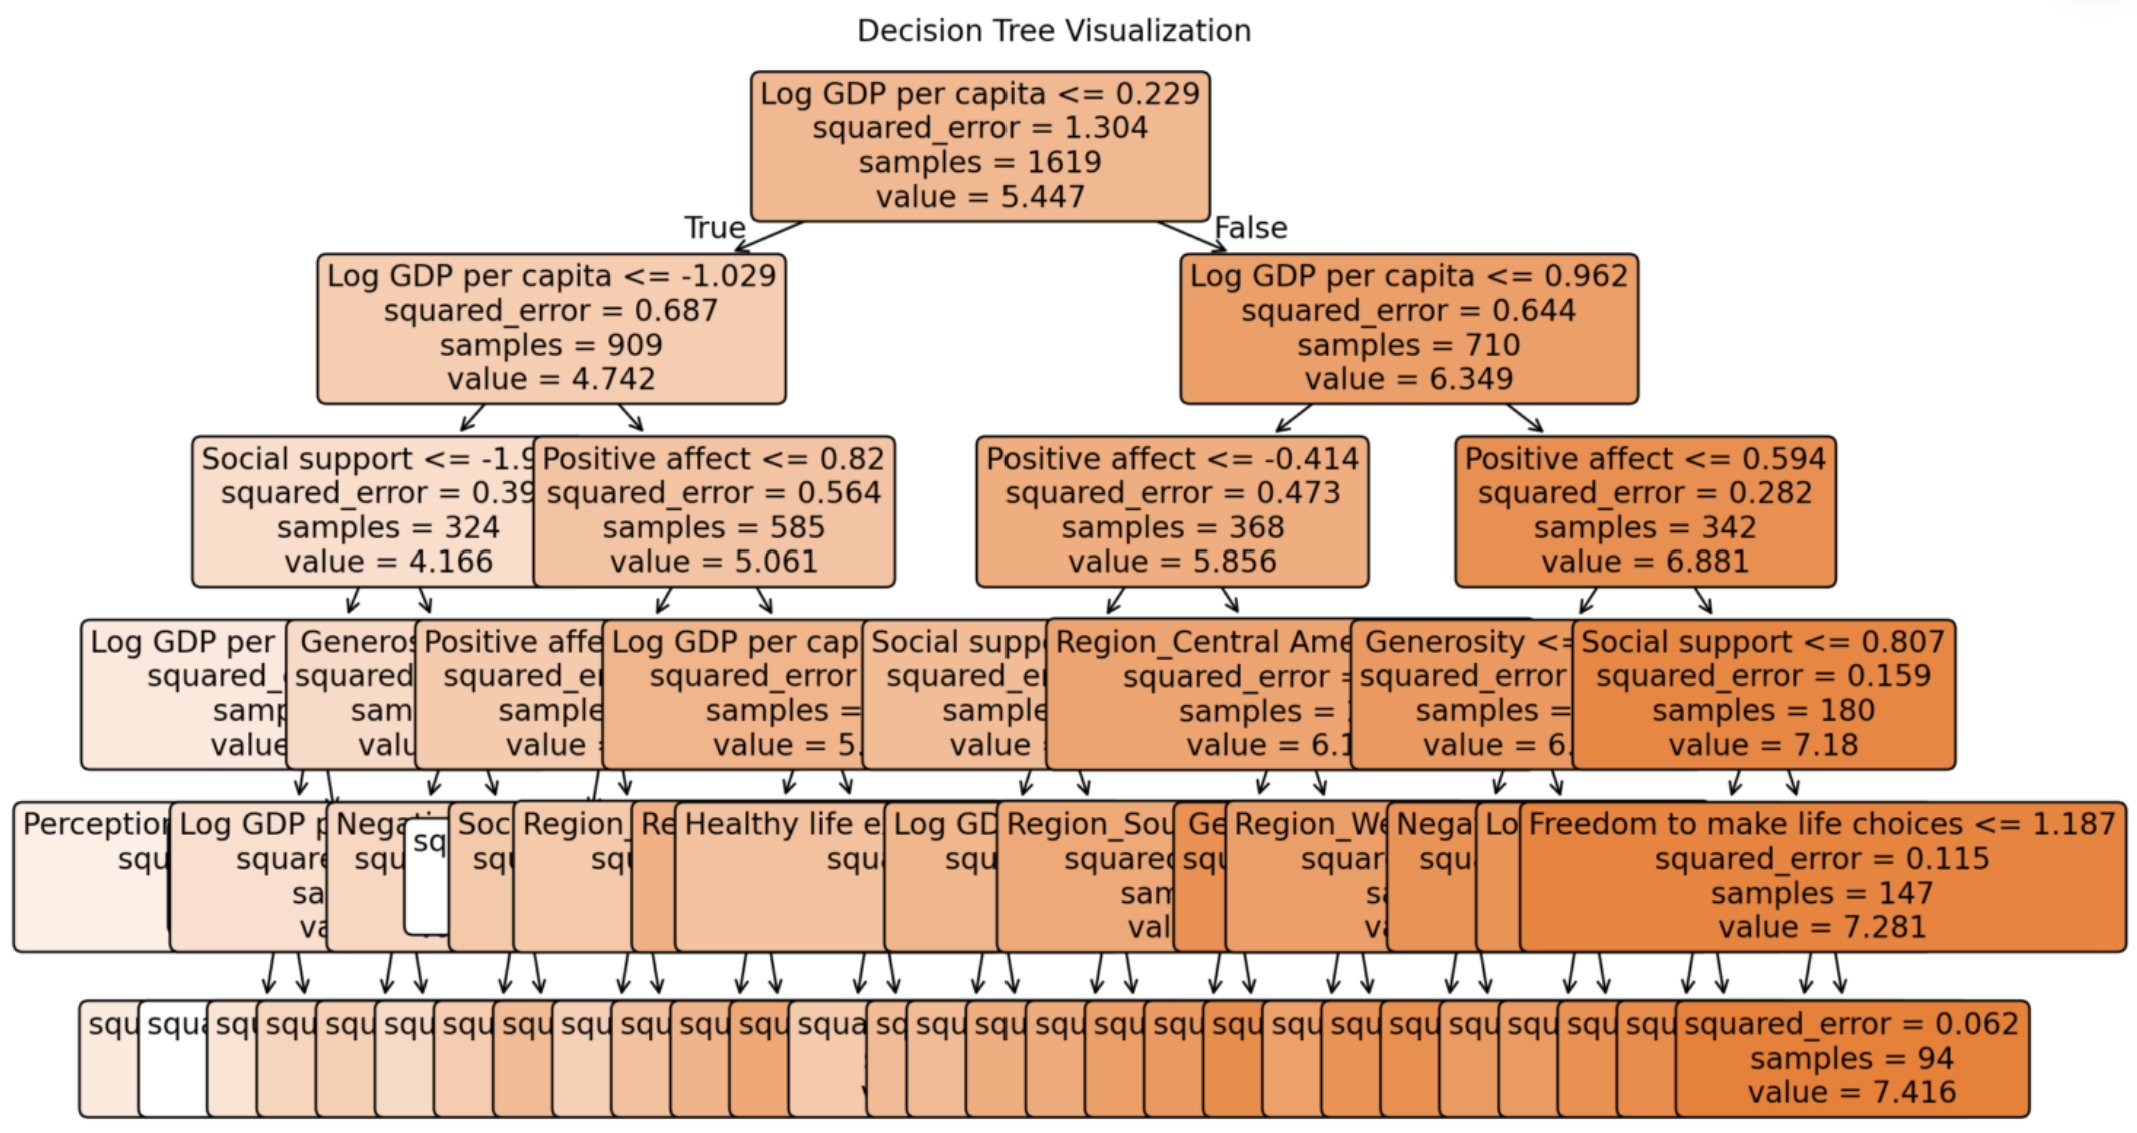 Decision Tree Visualization
Log GDP per capita <= 0.229
squared_error = 1.304
samples = 1619
value = 5.447
True
False
Log GDP per capita <= -1.029
squared_error = 0.687
samples = 909
value = 4.742
Log GDP per capita <= 0.962
squared_error = 0.644
samples = 710
value = 6.349
Social support <= -1.9
squared_error = 0.39
samples = 324
value = 4.166
Positive affect <= 0.82
squared_error = 0.564
samples = 585
value = 5.061
Positive affect <= -0.414
squared_error = 0.473
samples = 368
value = 5.856
Positive affect <= 0.594
squared_error = 0.282
samples = 342
value = 6.881
Log GDP per
squared_
samp
value
Generos
squared
sam
valu
Positive affe
squared_er
sample
value
Log GDP per cap
squared_error
samples =
value = 5.
Social supp
squared_er
sample
value
Region_Central Ame
squared_error
samples =
value = 6.1
Generosity <=
squared_error
samples =
value = 6.
Social support <= 0.807
squared_error = 0.159
samples = 180
value = 7.18
Perception
squ
Log GDP p
square
sa
va
Nega
squ
sq
Soc
squ
Region_
squ
Re
Healthy life e
squa
Log GD
squ
Region_Sou
squared
sam
val
Ge
squ
Region_We
squar
sa
va
Nega
squ
Lo
Freedom to make life choices <= 1.187
squared_error = 0.115
samples = 147
value = 7.281
squ
squa
squ
squ
squ
squ
squ
squ
squ
squ
squ
squ
squa
sq
squ
squ
squ
squ
squ
squ
squ
squ
squ
squ
squ
squ
squ
squared_error = 0.062
samples = 94
value = 7.416